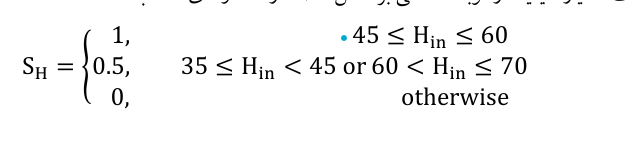 S_H = { 1, 45 ≤ H_in ≤ 60
0.5, 35 ≤ H_in < 45 or 60 < H_in ≤ 70
0, otherwise